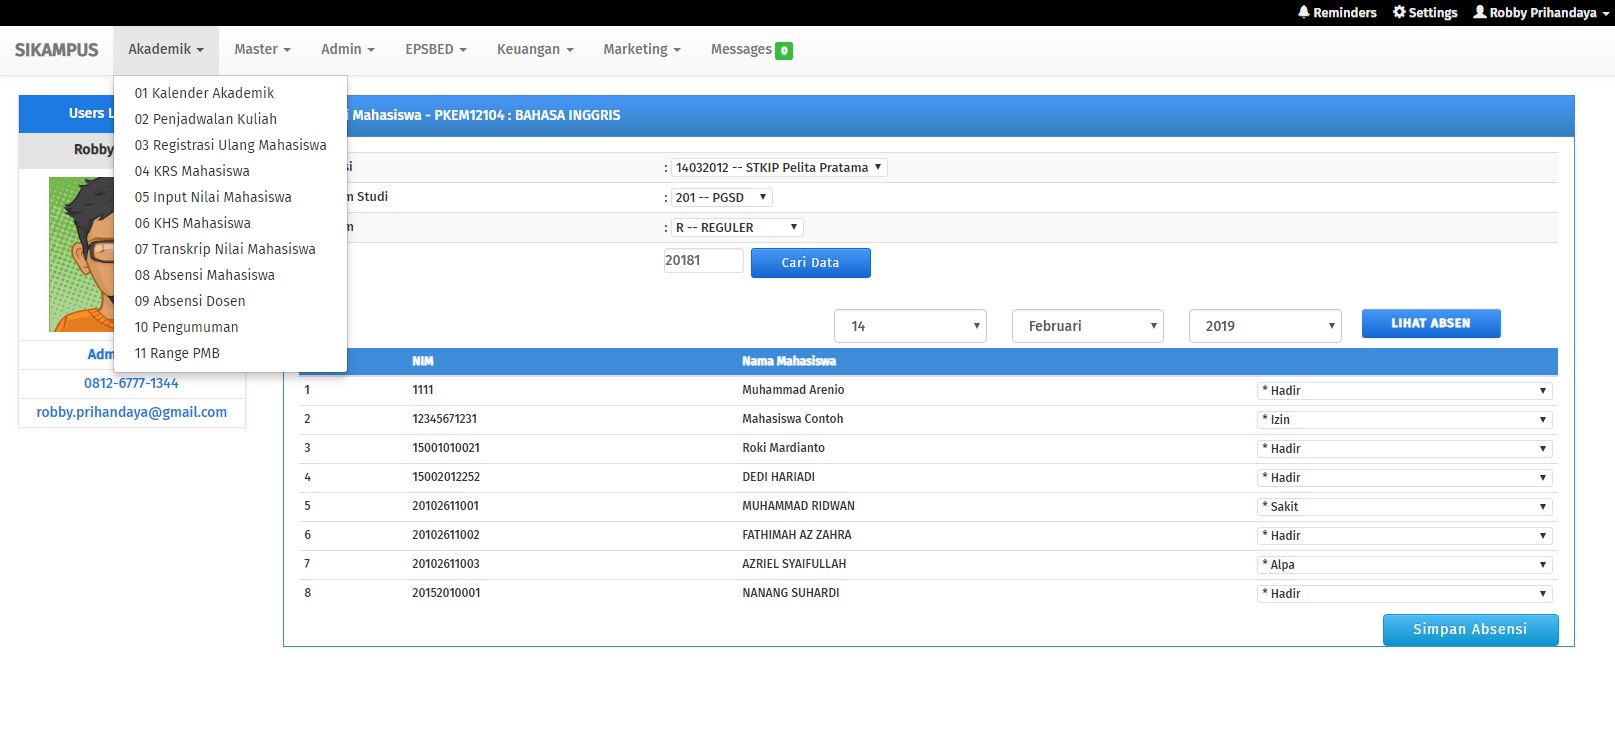 Reminders Settings Robby Prihandaya
SIKAMPUS Akademik Master Admin EPSBED Keuangan Marketing Messages 0
01 Kalender Akademik
02 Penjadwalan Kuliah
03 Registrasi Ulang Mahasiswa
04 KRS Mahasiswa
05 Input Nilai Mahasiswa
06 KHS Mahasiswa
07 Transkrip Nilai Mahasiswa
08 Absensi Mahasiswa
09 Absensi Dosen
10 Pengumuman
11 Range PMB
Users
Robby
0812-6777-1344
robby.prihandaya@gmail.com
Mahasiswa - PKEM12104 : BAHASA INGGRIS
: 14032012 -- STKIP Pelita Pratama
Studi : 201 -- PGSD
: R -- REGULER
20181 Cari Data
14 Februari 2019 LIHAT ABSEN
NIM Nama Mahasiswa
1 1111 Muhammad Arenio * Hadir
2 12345671231 Mahasiswa Contoh * Izin
3 15001010021 Roki Mardianto * Hadir
4 15002012252 DEDI HARIADI * Hadir
5 20102611001 MUHAMMAD RIDWAN * Sakit
6 20102611002 FATHIMAH AZ ZAHRA * Hadir
7 20102611003 AZRIEL SYAIFULLAH * Alpa
8 20152010001 NANANG SUHARDI * Hadir
Simpan Absensi